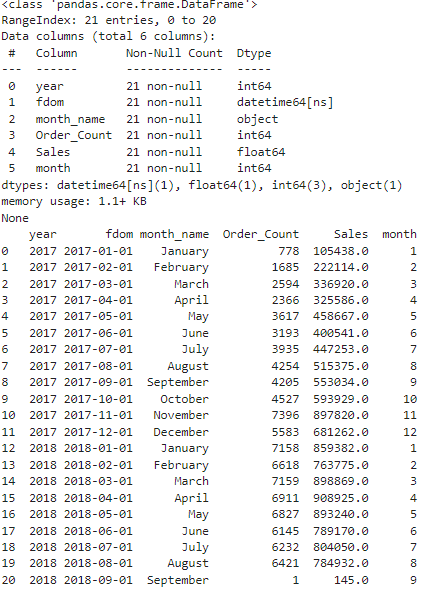 <class 'pandas.core.frame.DataFrame'>
RangeIndex: 21 entries, 0 to 20
Data columns (total 6 columns):
 #   Column       Non-Null Count  Dtype
---  ------       --------------  -----
 0   year         21 non-null     int64
 1   fdom         21 non-null     datetime64[ns]
 2   month_name   21 non-null     object
 3   Order_Count  21 non-null     int64
 4   Sales        21 non-null     float64
 5   month        21 non-null     int64
dtypes: datetime64[ns](1), float64(1), int64(3), object(1)
memory usage: 1.1+ KB
None
    year       fdom month_name  Order_Count     Sales  month
0   2017 2017-01-01    January          778  105438.0      1
1   2017 2017-02-01   February         1685  222114.0      2
2   2017 2017-03-01      March         2594  336920.0      3
3   2017 2017-04-01      April         2366  325586.0      4
4   2017 2017-05-01        May         3617  458667.0      5
5   2017 2017-06-01       June         3193  400541.0      6
6   2017 2017-07-01       July         3935  447253.0      7
7   2017 2017-08-01     August         4254  515375.0      8
8   2017 2017-09-01  September         4205  553034.0      9
9   2017 2017-10-01    October         4527  593929.0     10
10  2017 2017-11-01   November         7396  897820.0     11
11  2017 2017-12-01   December         5583  681262.0     12
12  2018 2018-01-01    January         7158  859382.0      1
13  2018 2018-02-01   February         6618  763775.0      2
14  2018 2018-03-01      March         7159  898869.0      3
15  2018 2018-04-01      April         6911  908925.0      4
16  2018 2018-05-01        May         6827  893240.0      5
17  2018 2018-06-01       June         6145  789170.0      6
18  2018 2018-07-01       July         6232  804050.0      7
19  2018 2018-08-01     August         6421  784932.0      8
20  2018 2018-09-01  September            1     145.0      9